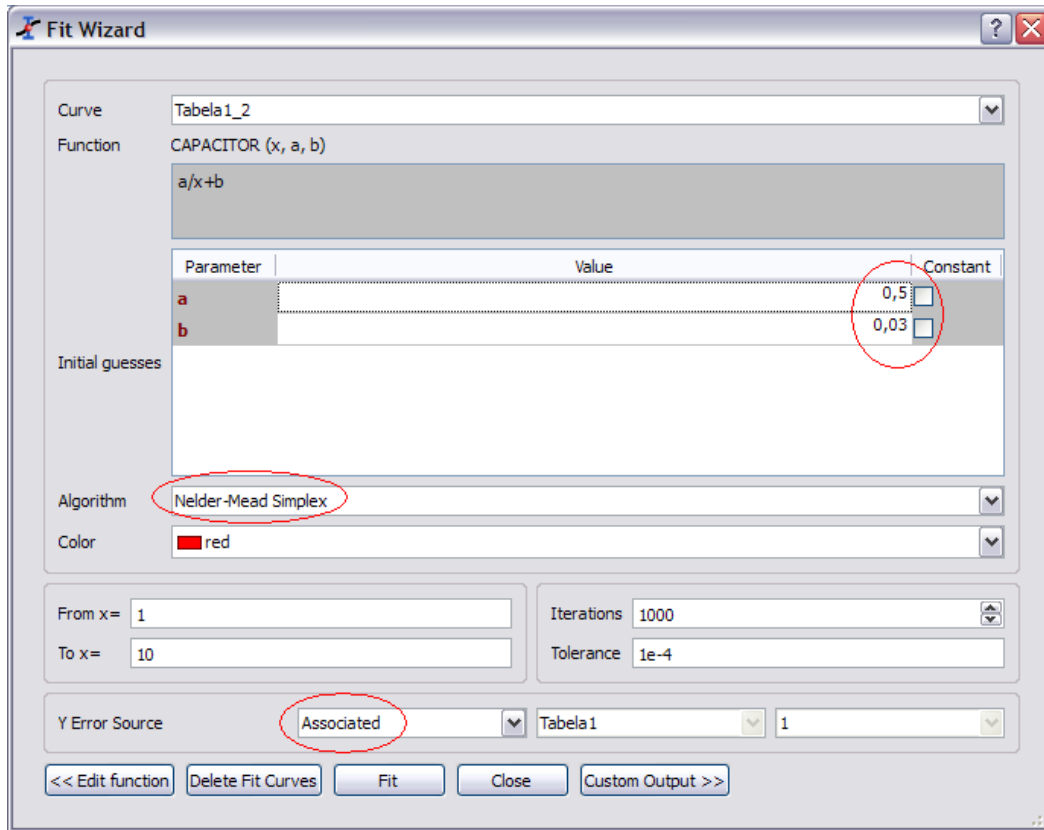 Fit Wizard
?
Curve Tabela1_2
Function CAPACITOR (x, a, b)
a/x+b
Parameter Value Constant
a 0,5
b 0,03
Initial guesses
Algorithm Nelder-Mead Simplex
Color red
From x= 1
To x= 10
Iterations 1000
Tolerance 1e-4
Y Error Source Associated Tabela1 1
<< Edit function Delete Fit Curves Fit Close Custom Output >>